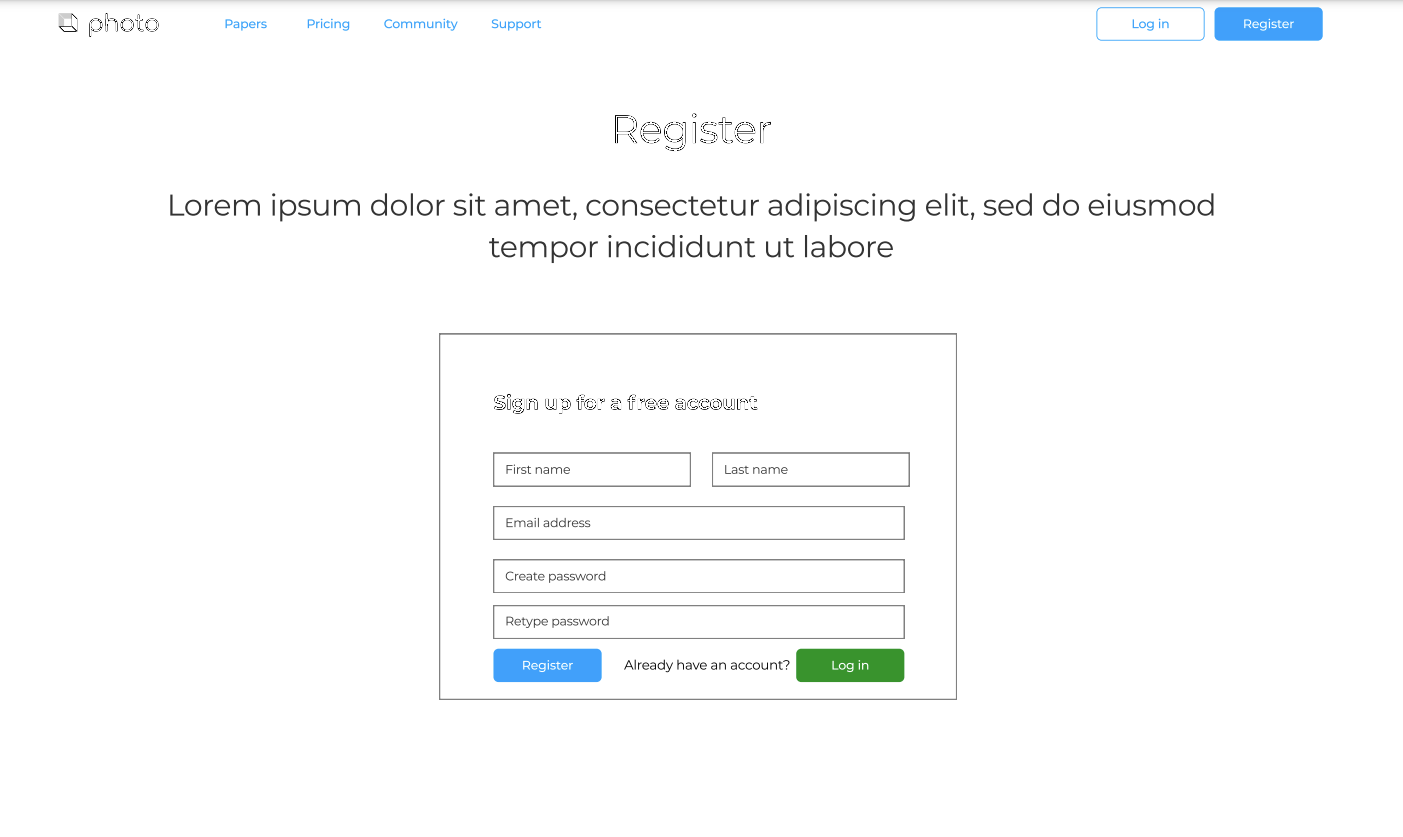 photo
Papers
Pricing
Community
Support
Log in
Register
Register
Lorem ipsum dolor sit amet, consectetur adipiscing elit, sed do eiusmod
tempor incididunt ut labore
Sign up for a free account
First name
Last name
Email address
Create password
Retype password
Register
Already have an account?
Log in